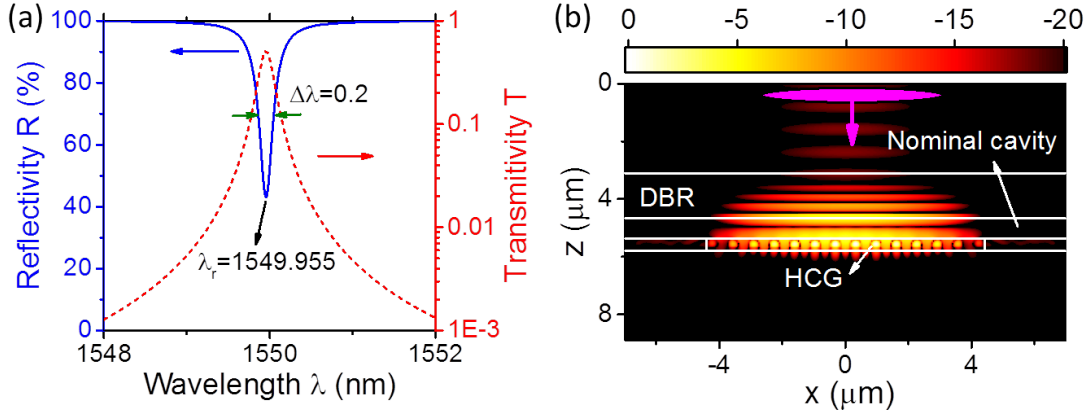 (a)
100
80
60
40
20
0
Reflectivity R (%)
1
0.1
0.01
1E-3
Transmitivity T
Δλ=0.2
λr=1549.955
1548
1550
1552
Wavelength λ (nm)
(b)
0 -5 -10 -15 -20
0
4
8
z (μm)
Nominal cavity
DBR
HCG
-4 0 4
x (μm)